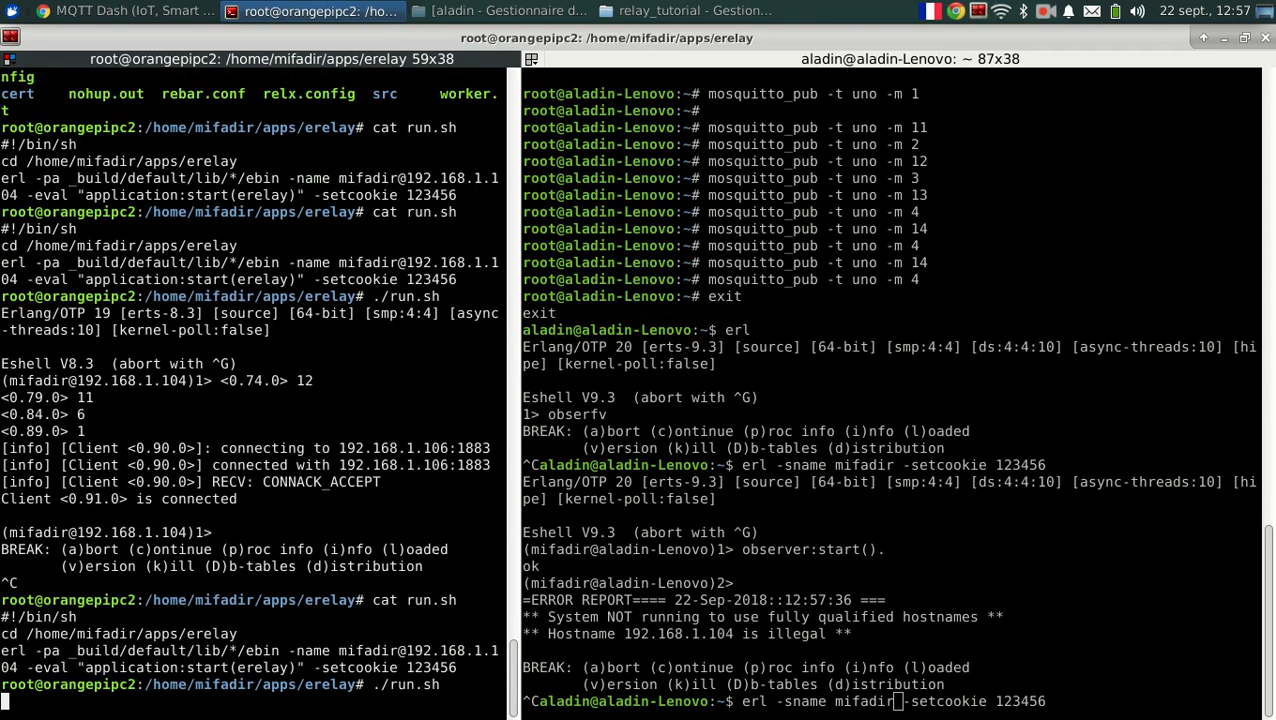 MQTT Dash (IoT, Smart ...
root@orangepipc2: /ho...
[aladin - Gestionnaire d...
relay_tutorial - Gestion...
22 sept., 12:57
root@orangepipc2: /home/mifadir/apps/erelay
root@orangepipc2: /home/mifadir/apps/erelay 59x38
nfig
cert nohup.out rebar.conf relx.config src worker.
t
root@orangepipc2:/home/mifadir/apps/erelay# cat run.sh
#!/bin/sh
cd /home/mifadir/apps/erelay
erl -pa _build/default/lib/*/ebin -name mifadir@192.168.1.1
04 -eval "application:start(erelay)" -setcookie 123456
root@orangepipc2:/home/mifadir/apps/erelay# cat run.sh
#!/bin/sh
cd /home/mifadir/apps/erelay
erl -pa _build/default/lib/*/ebin -name mifadir@192.168.1.1
04 -eval "application:start(erelay)" -setcookie 123456
root@orangepipc2:/home/mifadir/apps/erelay# ./run.sh
Erlang/OTP 19 [erts-8.3] [source] [64-bit] [smp:4:4] [async
-threads:10] [kernel-poll:false]
Eshell V8.3  (abort with ^G)
(mifadir@192.168.1.104)1> <0.74.0> 12
<0.79.0> 11
<0.84.0> 6
<0.89.0> 1
[info] [Client <0.90.0>]: connecting to 192.168.1.106:1883
[info] [Client <0.90.0>] connected with 192.168.1.106:1883
[info] [Client <0.90.0>] RECV: CONNACK_ACCEPT
Client <0.91.0> is connected
(mifadir@192.168.1.104)1>
BREAK: (a)bort (c)ontinue (p)roc info (i)nfo (l)oaded
(v)ersion (k)ill (D)b-tables (d)istribution
^C
root@orangepipc2:/home/mifadir/apps/erelay# cat run.sh
#!/bin/sh
cd /home/mifadir/apps/erelay
erl -pa _build/default/lib/*/ebin -name mifadir@192.168.1.1
04 -eval "application:start(erelay)" -setcookie 123456
root@orangepipc2:/home/mifadir/apps/erelay# ./run.sh
aladin@aladin-Lenovo: ~ 87x38
root@aladin-Lenovo:~# mosquitto_pub -t uno -m 1
root@aladin-Lenovo:~#
root@aladin-Lenovo:~# mosquitto_pub -t uno -m 11
root@aladin-Lenovo:~# mosquitto_pub -t uno -m 2
root@aladin-Lenovo:~# mosquitto_pub -t uno -m 12
root@aladin-Lenovo:~# mosquitto_pub -t uno -m 3
root@aladin-Lenovo:~# mosquitto_pub -t uno -m 13
root@aladin-Lenovo:~# mosquitto_pub -t uno -m 4
root@aladin-Lenovo:~# mosquitto_pub -t uno -m 14
root@aladin-Lenovo:~# mosquitto_pub -t uno -m 4
root@aladin-Lenovo:~# mosquitto_pub -t uno -m 14
root@aladin-Lenovo:~# mosquitto_pub -t uno -m 4
root@aladin-Lenovo:~# exit
exit
aladin@aladin-Lenovo:~$ erl
Erlang/OTP 20 [erts-9.3] [source] [64-bit] [smp:4:4] [ds:4:4:10] [async-threads:10] [hi
pe] [kernel-poll:false]
Eshell V9.3  (abort with ^G)
1> obserfv
BREAK: (a)bort (c)ontinue (p)roc info (i)nfo (l)oaded
(v)ersion (k)ill (D)b-tables (d)istribution
^Caladin@aladin-Lenovo:~$ erl -sname mifadir -setcookie 123456
Erlang/OTP 20 [erts-9.3] [source] [64-bit] [smp:4:4] [ds:4:4:10] [async-threads:10] [hi
pe] [kernel-poll:false]
Eshell V9.3  (abort with ^G)
(mifadir@aladin-Lenovo)1> observer:start().
ok
(mifadir@aladin-Lenovo)2>
=ERROR REPORT==== 22-Sep-2018::12:57:36 ===
** System NOT running to use fully qualified hostnames **
** Hostname 192.168.1.104 is illegal **
BREAK: (a)bort (c)ontinue (p)roc info (i)nfo (l)oaded
(v)ersion (k)ill (D)b-tables (d)istribution
^Caladin@aladin-Lenovo:~$ erl -sname mifadir -setcookie 123456